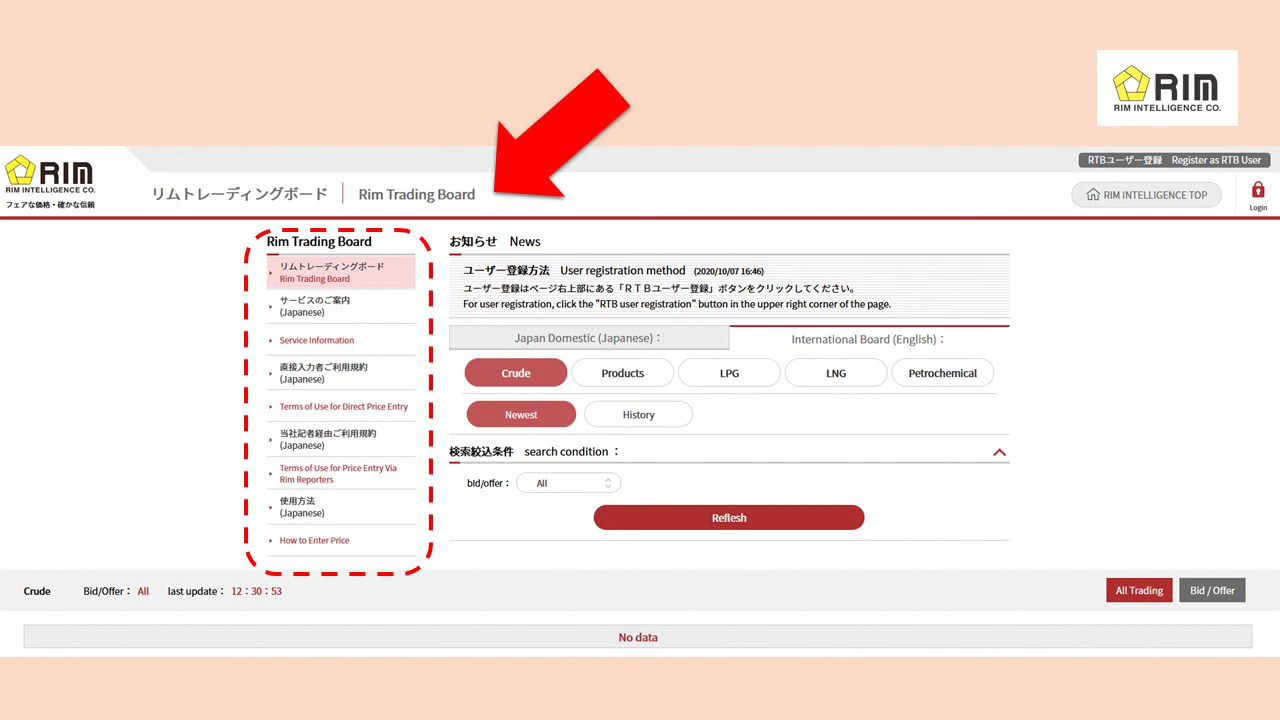 RIM
RIM INTELLIGENCE CO.
RIM
RIM INTELLIGENCE CO.
フェアな価格・確かな信頼
リムトレーディングボード Rim Trading Board
RTBユーザー登録 Register as RTB User
RIM INTELLIGENCE TOP
Login
Rim Trading Board
リムトレーディングボード
Rim Trading Board
サービスのご案内
(Japanese)
Service Information
直接入力者ご利用規約
(Japanese)
Terms of Use for Direct Price Entry
当社記者経由ご利用規約
(Japanese)
Terms of Use for Price Entry Via
Rim Reporters
使用方法
(Japanese)
How to Enter Price
お知らせ News
ユーザー登録方法 User registration method (2020/10/07 16:46)
ユーザー登録はページ右上部にある「ＲＴＢユーザー登録」ボタンをクリックしてください。
For user registration, click the "RTB user registration" button in the upper right corner of the page.
Japan Domestic (Japanese)： International Board (English)：
Crude Products LPG LNG Petrochemical
Newest History
検索絞込条件 search condition：
bid/offer： All
Reflesh
Crude Bid/Offer： All last update： 12：30：53
All Trading Bid / Offer
No data